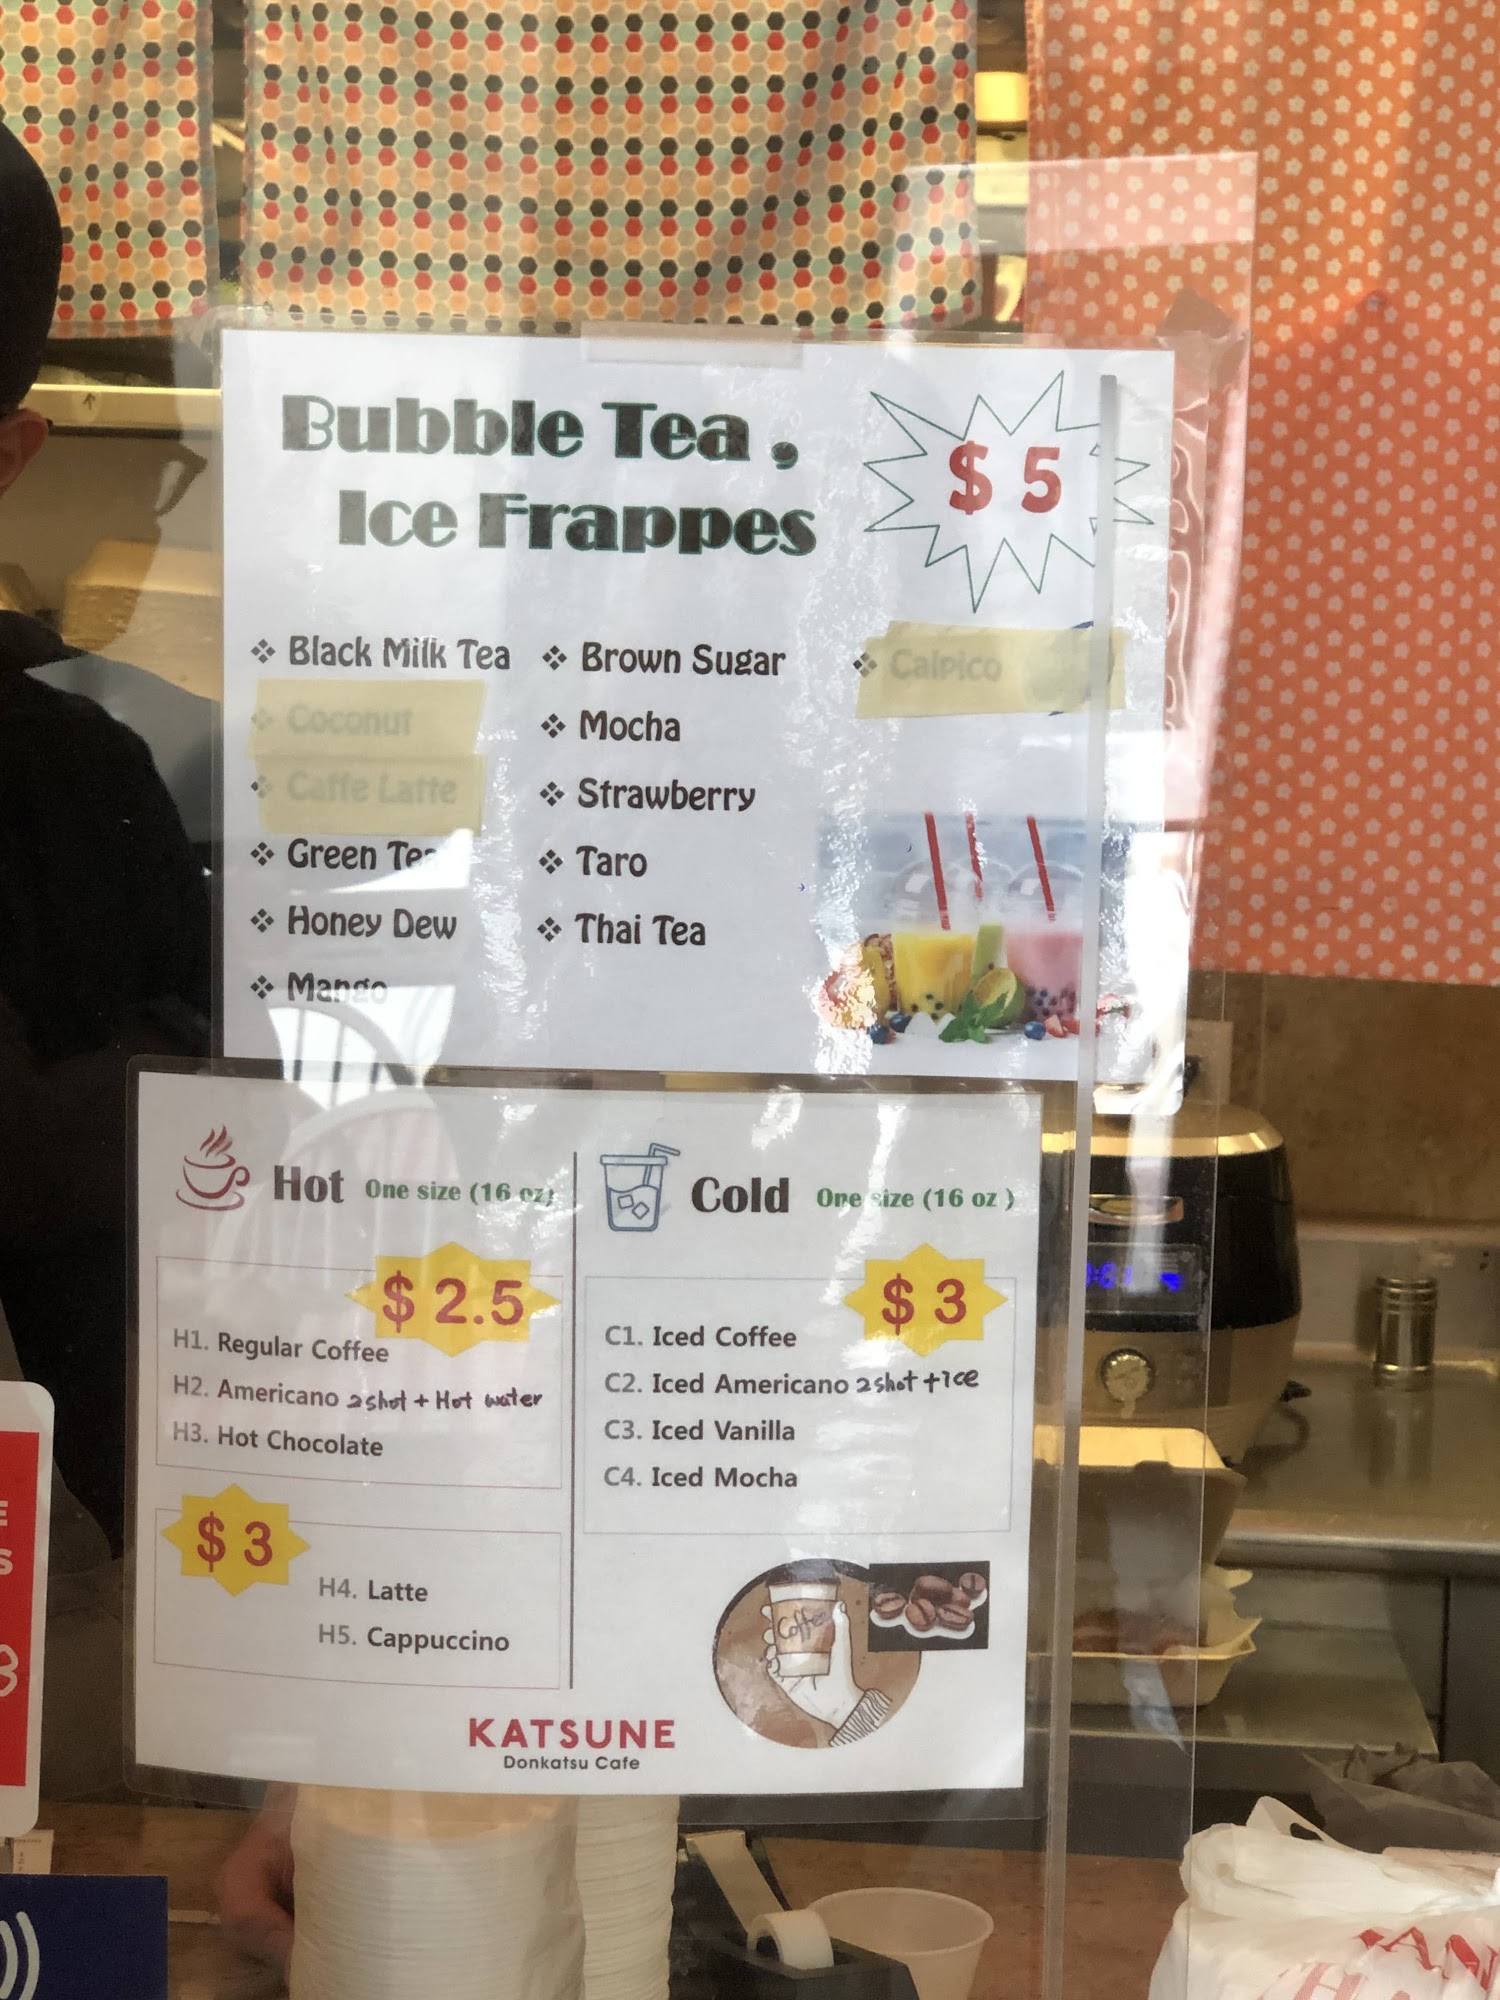 Bubble Tea ,
Ice Frappes
$ 5
❖ Black Milk Tea
❖ Coconut
❖ Caffe Latte
❖ Green Tea
❖ Honey Dew
❖ Mango
❖ Brown Sugar
❖ Mocha
❖ Strawberry
❖ Taro
❖ Thai Tea
❖ Calpico
Hot One size (16 oz)
$ 2.5
H1. Regular Coffee
H2. Americano 2shot + Hot water
H3. Hot Chocolate
$ 3
H4. Latte
H5. Cappuccino
Cold One size (16 oz )
$ 3
C1. Iced Coffee
C2. Iced Americano 2shot + Ice
C3. Iced Vanilla
C4. Iced Mocha
Coffee
KATSUNE
Donkatsu Cafe